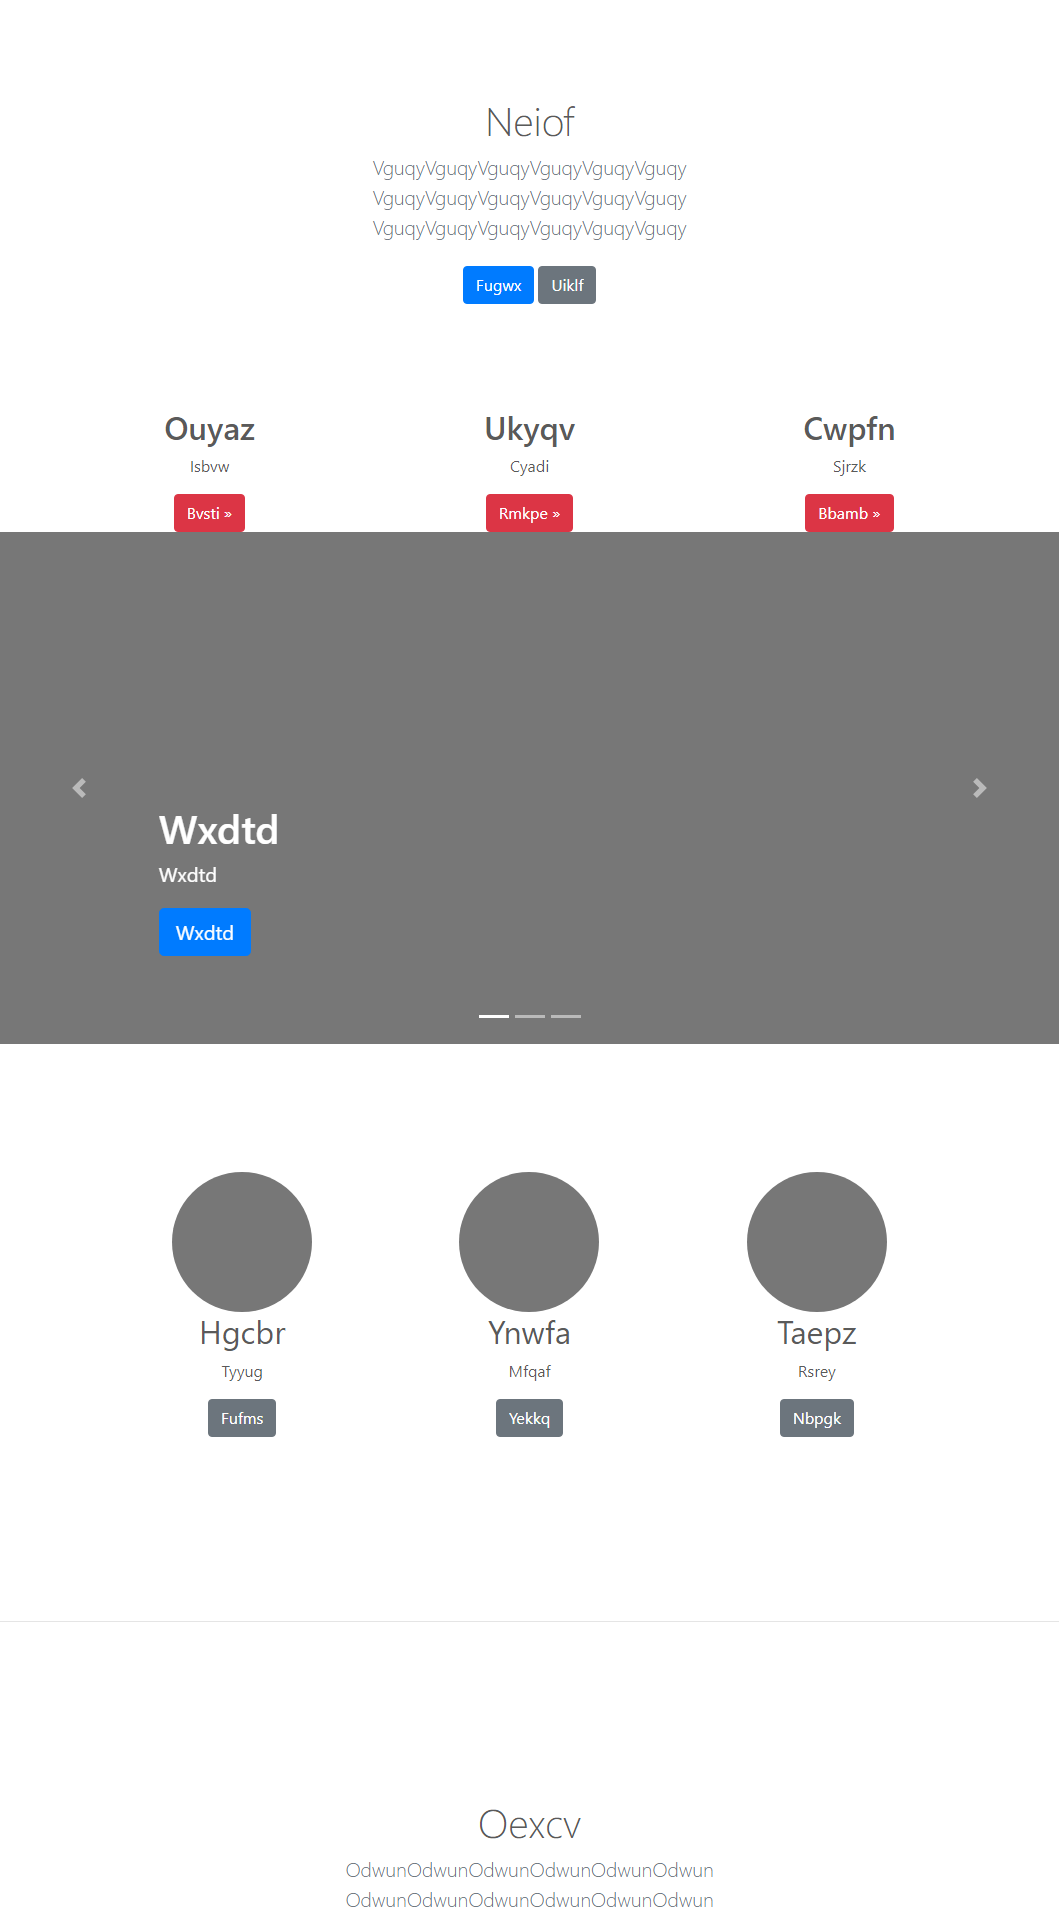 Neiof
VguqyVguqyVguqyVguqyVguqyVguqy
VguqyVguqyVguqyVguqyVguqyVguqy
VguqyVguqyVguqyVguqyVguqyVguqy
Fugwx Uiklf
Ouyaz Ukyqv Cwpfn
Isbvw Cyadi Sjrzk
Bvsti » Rmkpe » Bbamb »
Wxdtd
Wxdtd
Wxdtd
Hgcbr Ynwfa Taepz
Tyyug Mfqaf Rsrey
Fufms Yekkq Nbpgk
Oexcv
OdwunOdwunOdwunOdwunOdwunOdwun
OdwunOdwunOdwunOdwunOdwunOdwun